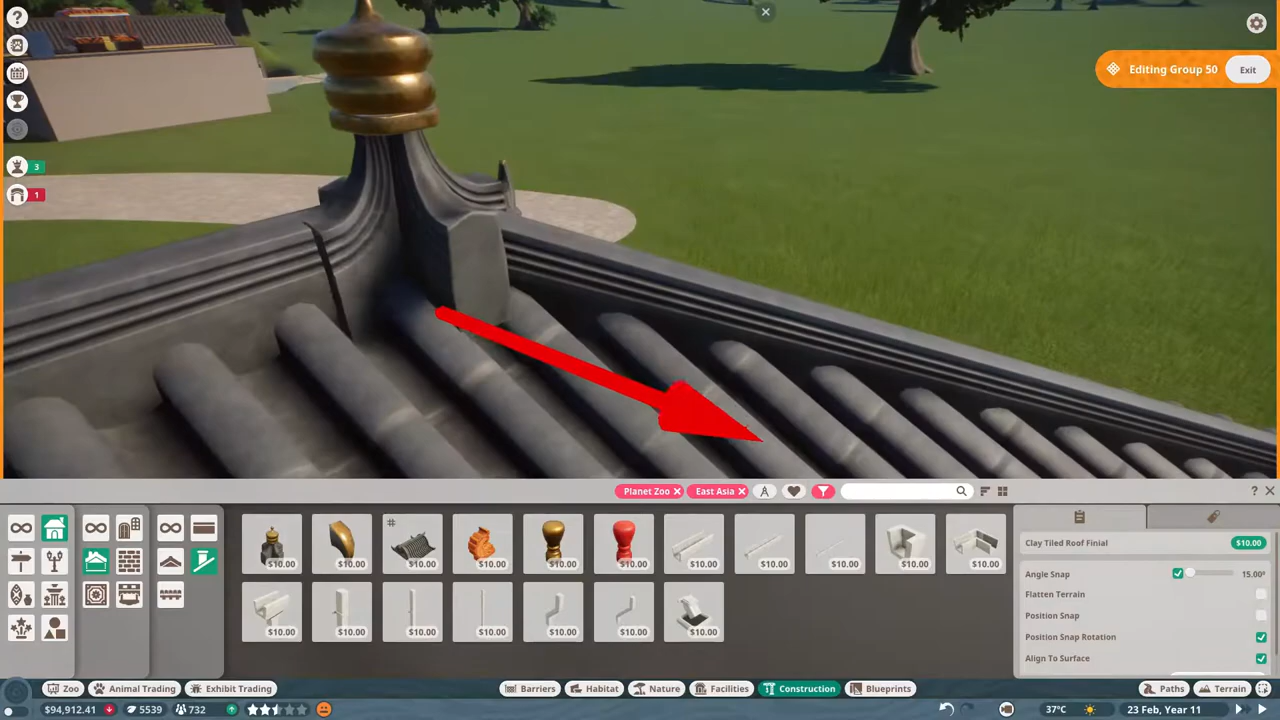 Editing Group 50 Exit
3
1
Planet Zoo East Asia
$10.00 $10.00 $10.00 $10.00 $10.00 $10.00 $10.00 $10.00 $10.00 $10.00 $10.00
$10.00 $10.00 $10.00 $10.00 $10.00 $10.00 $10.00
Clay Tiled Roof Finial $10.00
Angle Snap 15.00°
Flatten Terrain
Position Snap
Position Snap Rotation
Align To Surface
Zoo Animal Trading Exhibit Trading Barriers Habitat Nature Facilities Construction Blueprints Paths Terrain
$94,912.41 5539 732 37°C 23 Feb, Year 11